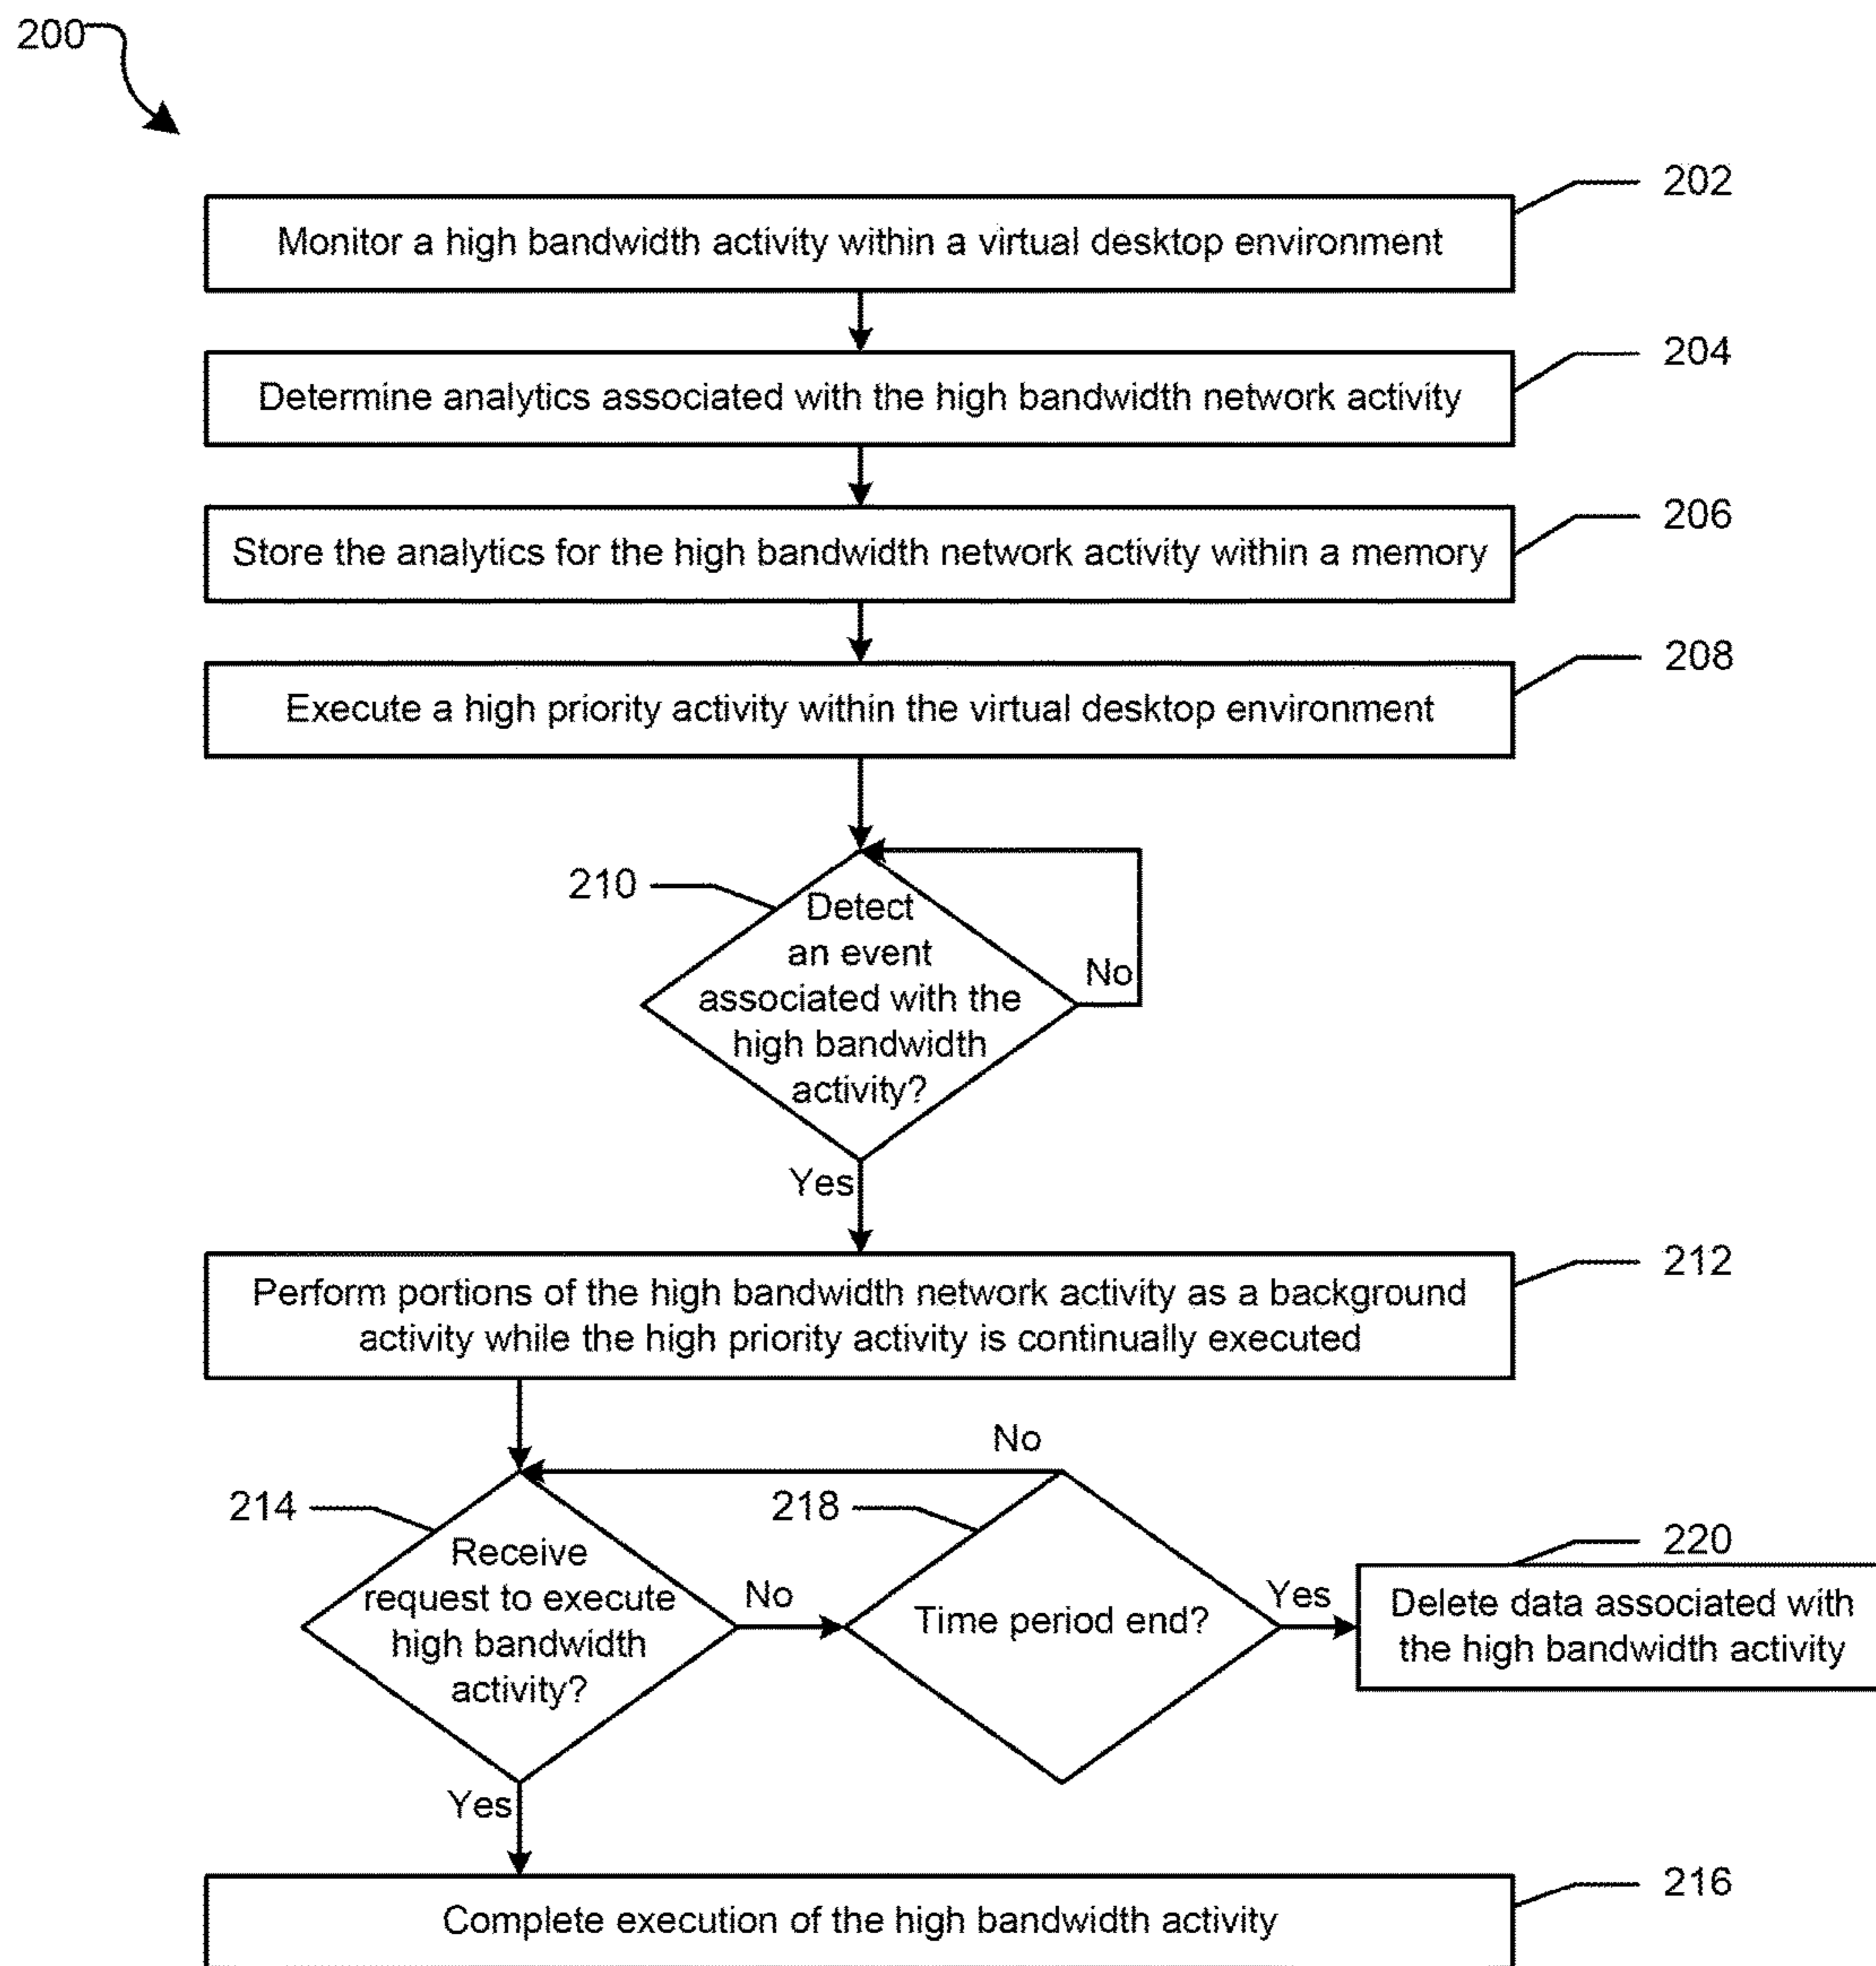 200
202
Monitor a high bandwidth activity within a virtual desktop environment
204
Determine analytics associated with the high bandwidth network activity
206
Store the analytics for the high bandwidth network activity within a memory
208
Execute a high priority activity within the virtual desktop environment
210
Detect
an event
associated with the
high bandwidth
activity?
No
Yes
212
Perform portions of the high bandwidth network activity as a background
activity while the high priority activity is continually executed
No
214
Receive
request to execute
high bandwidth
activity?
No
218
Time period end?
Yes
220
Delete data associated with
the high bandwidth activity
Yes
216
Complete execution of the high bandwidth activity